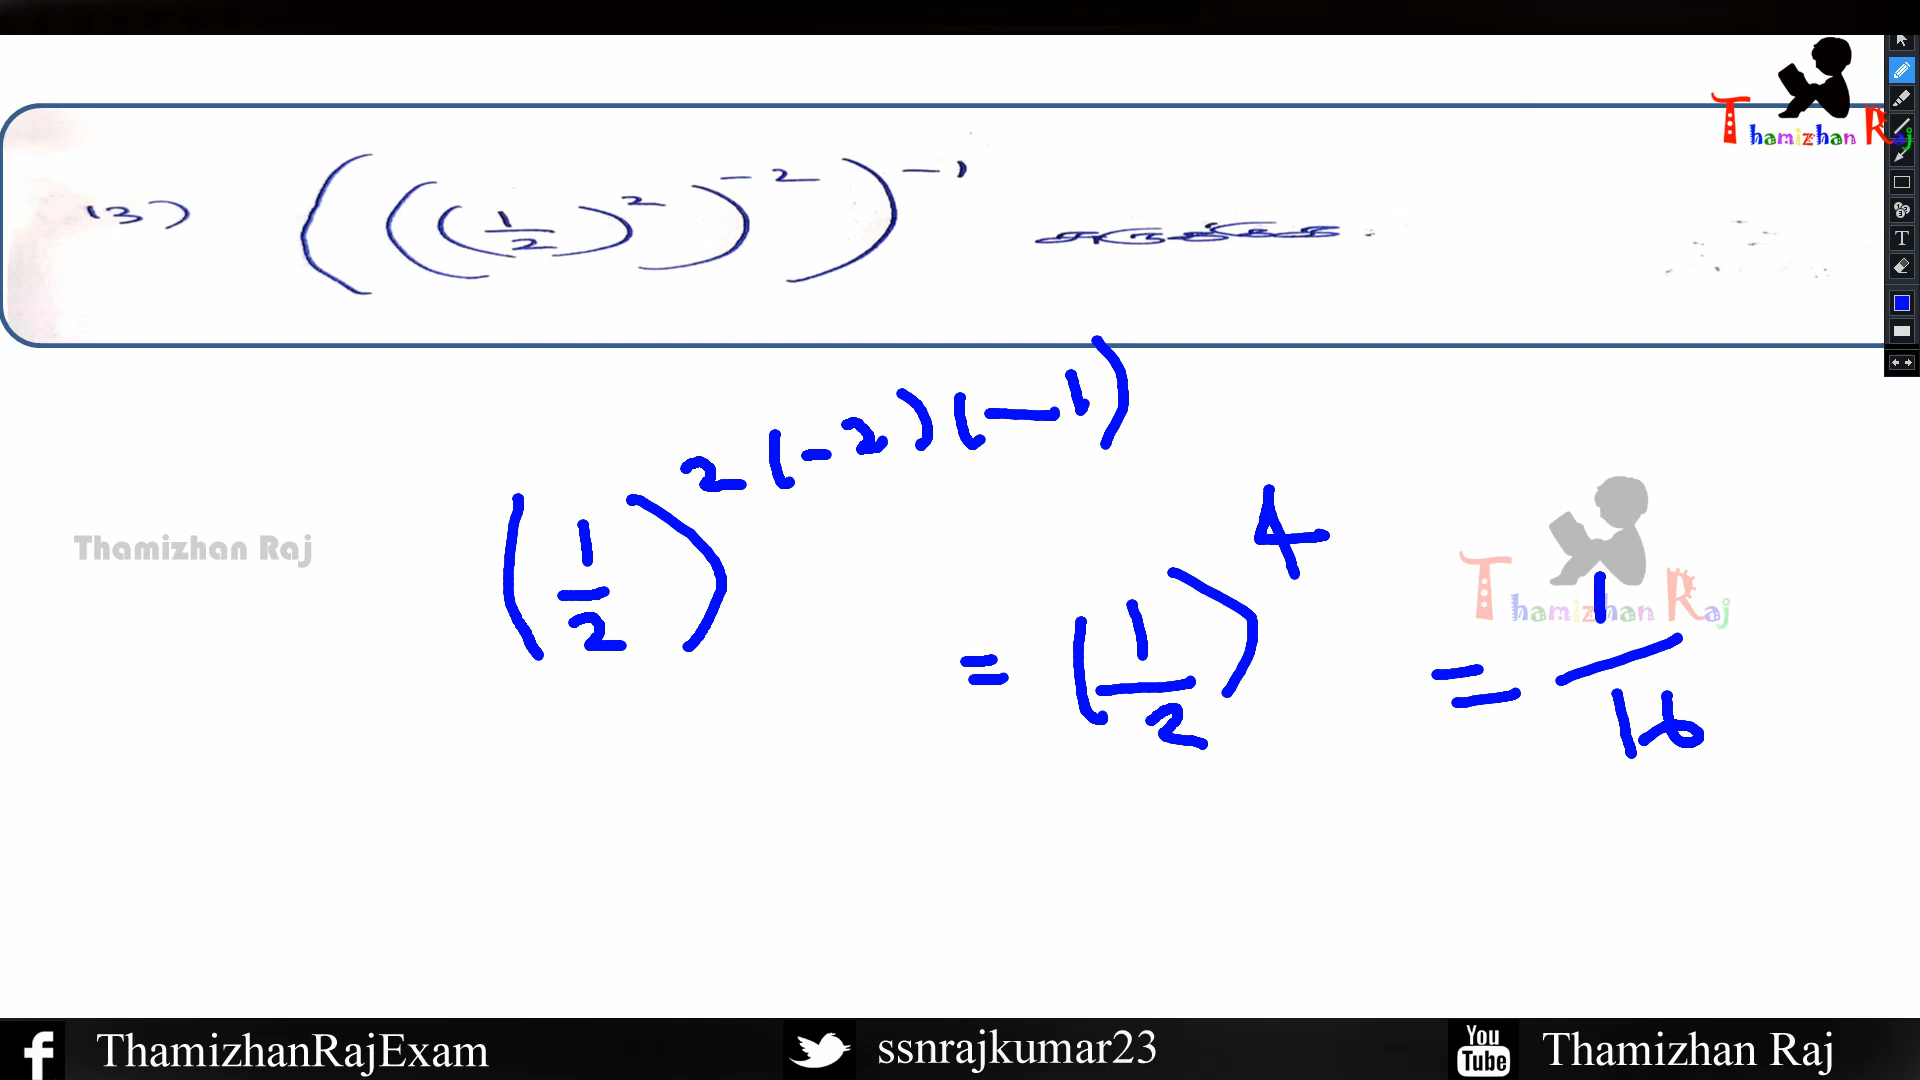 Thamizhan Raj
13) (((1/2)^2)^-2)^-1
(1/2)^2(-2)(-1)
= (1/2)^4 = 1/16
Thamizhan Raj
Thamizhan Raj
ThamizhanRajExam
ssnrajkumar23
You Tube
Thamizhan Raj